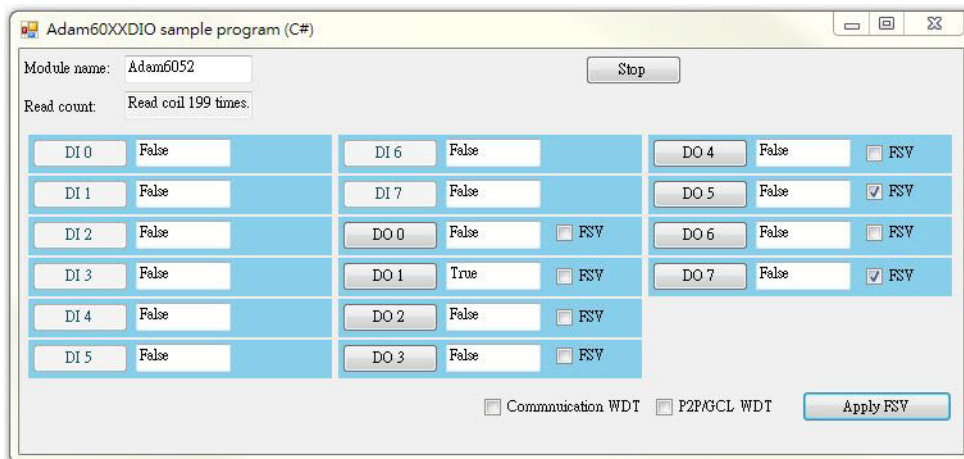 Adam60XXDIO sample program (C#)
Module name: Adam6052 Stop
Read count: Read coil 199 times.
DI 0 False DI 6 False DO 4 False FSV
DI 1 False DI 7 False DO 5 False FSV
DI 2 False DO 0 False FSV DO 6 False FSV
DI 3 False DO 1 True FSV DO 7 False FSV
DI 4 False DO 2 False FSV
DI 5 False DO 3 False FSV
Commnuication WDT P2P/GCL WDT Apply FSV